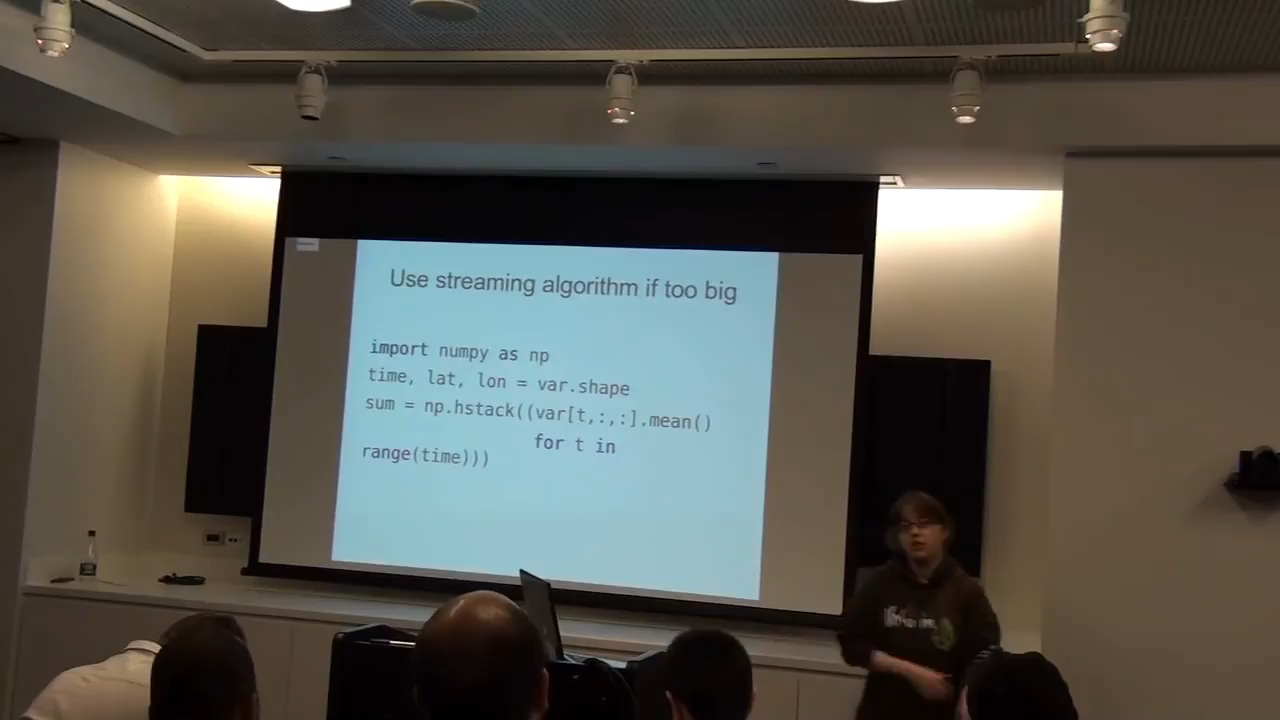 Use streaming algorithm if too big
import numpy as np
time, lat, lon = var.shape
sum = np.hstack((var[t,:,:].mean()
for t in
range(time)))